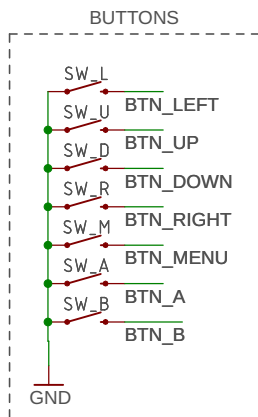 BUTTONS
SW_L
BTN_LEFT
SW_U
BTN_UP
SW_D
BTN_DOWN
SW_R
BTN_RIGHT
SW_M
BTN_MENU
SW_A
BTN_A
SW_B
BTN_B
GND